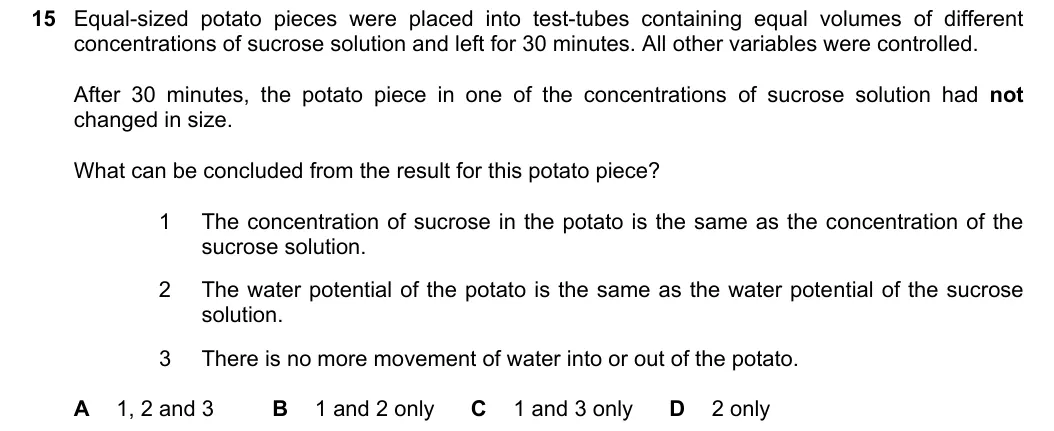 15 Equal-sized potato pieces were placed into test-tubes containing equal volumes of different
concentrations of sucrose solution and left for 30 minutes. All other variables were controlled.
After 30 minutes, the potato piece in one of the concentrations of sucrose solution had not
changed in size.
What can be concluded from the result for this potato piece?
1 The concentration of sucrose in the potato is the same as the concentration of the
sucrose solution.
2 The water potential of the potato is the same as the water potential of the sucrose
solution.
3 There is no more movement of water into or out of the potato.
A 1, 2 and 3 B 1 and 2 only C 1 and 3 only D 2 only